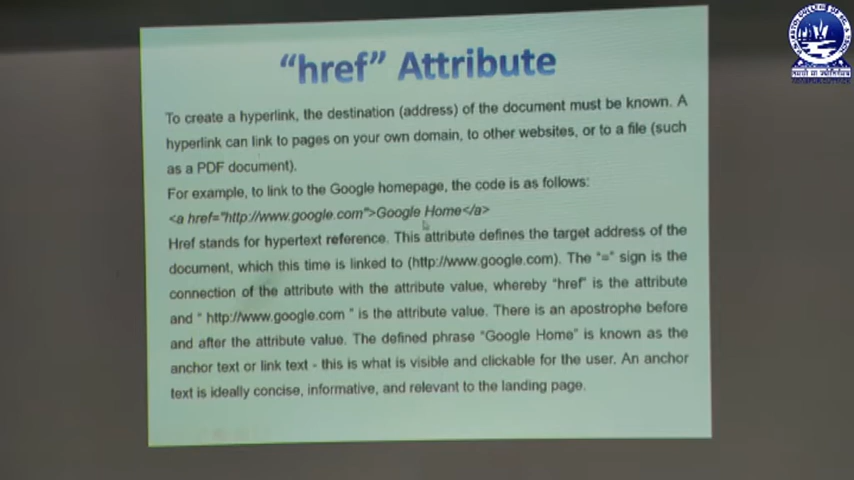 “href” Attribute
To create a hyperlink, the destination (address) of the document must be known. A
hyperlink can link to pages on your own domain, to other websites, or to a file (such
as a PDF document).
For example, to link to the Google homepage, the code is as follows:
<a href="http://www.google.com">Google Home</a>
Href stands for hypertext reference. This attribute defines the target address of the
document, which this time is linked to (http://www.google.com). The “=” sign is the
connection of the attribute with the attribute value, whereby “href” is the attribute
and “ http://www.google.com ” is the attribute value. There is an apostrophe before
and after the attribute value. The defined phrase “Google Home” is known as the
anchor text or link text - this is what is visible and clickable for the user. An anchor
text is ideally concise, informative, and relevant to the landing page.